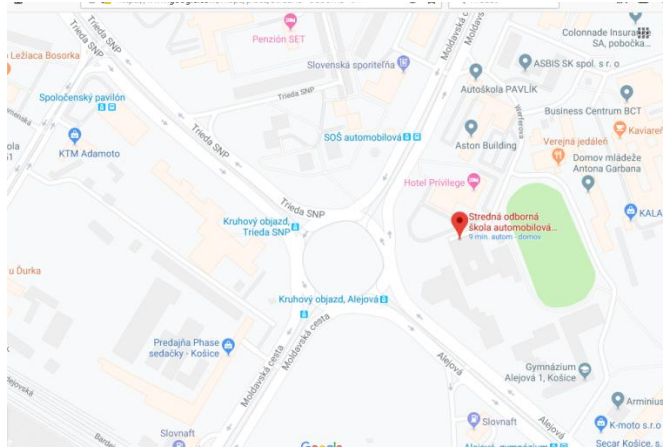 Trieda SNP
Moldavská c
Moldavs
Colonnade Insura
SA, pobočka...
Penzión SET
Ležiaca Bosorka
Slovenská sporiteľňa
ASBIS SK spol. s r. o
Autoškola PAVLÍK
Trieda SNP
Spoločenský pavilón
Werferova
Business Centrum BCT
Kaviareň
Trieda SNP
SOŠ automobilová
Aston Building
Verejná jedáleň
KTM Adamoto
Domov mládeže
Antona Garbana
Hotel Privilege
Trieda SNP
Stredná odborná
škola automobilová...
9 min. autom - domov
KALA
Kruhový objazd,
Trieda SNP
u Ďurka
Kruhový objazd, Alejová
Predajňa Phase
sedačky - Košice
Moldavská cesta
Moldavská cesta
Alejová
Gymnázium
Alejová 1, Košice
Arminius
Slovnaft
Slovnaft
Alejová
K-moto s.r.o
Secar Košice, s.
Google